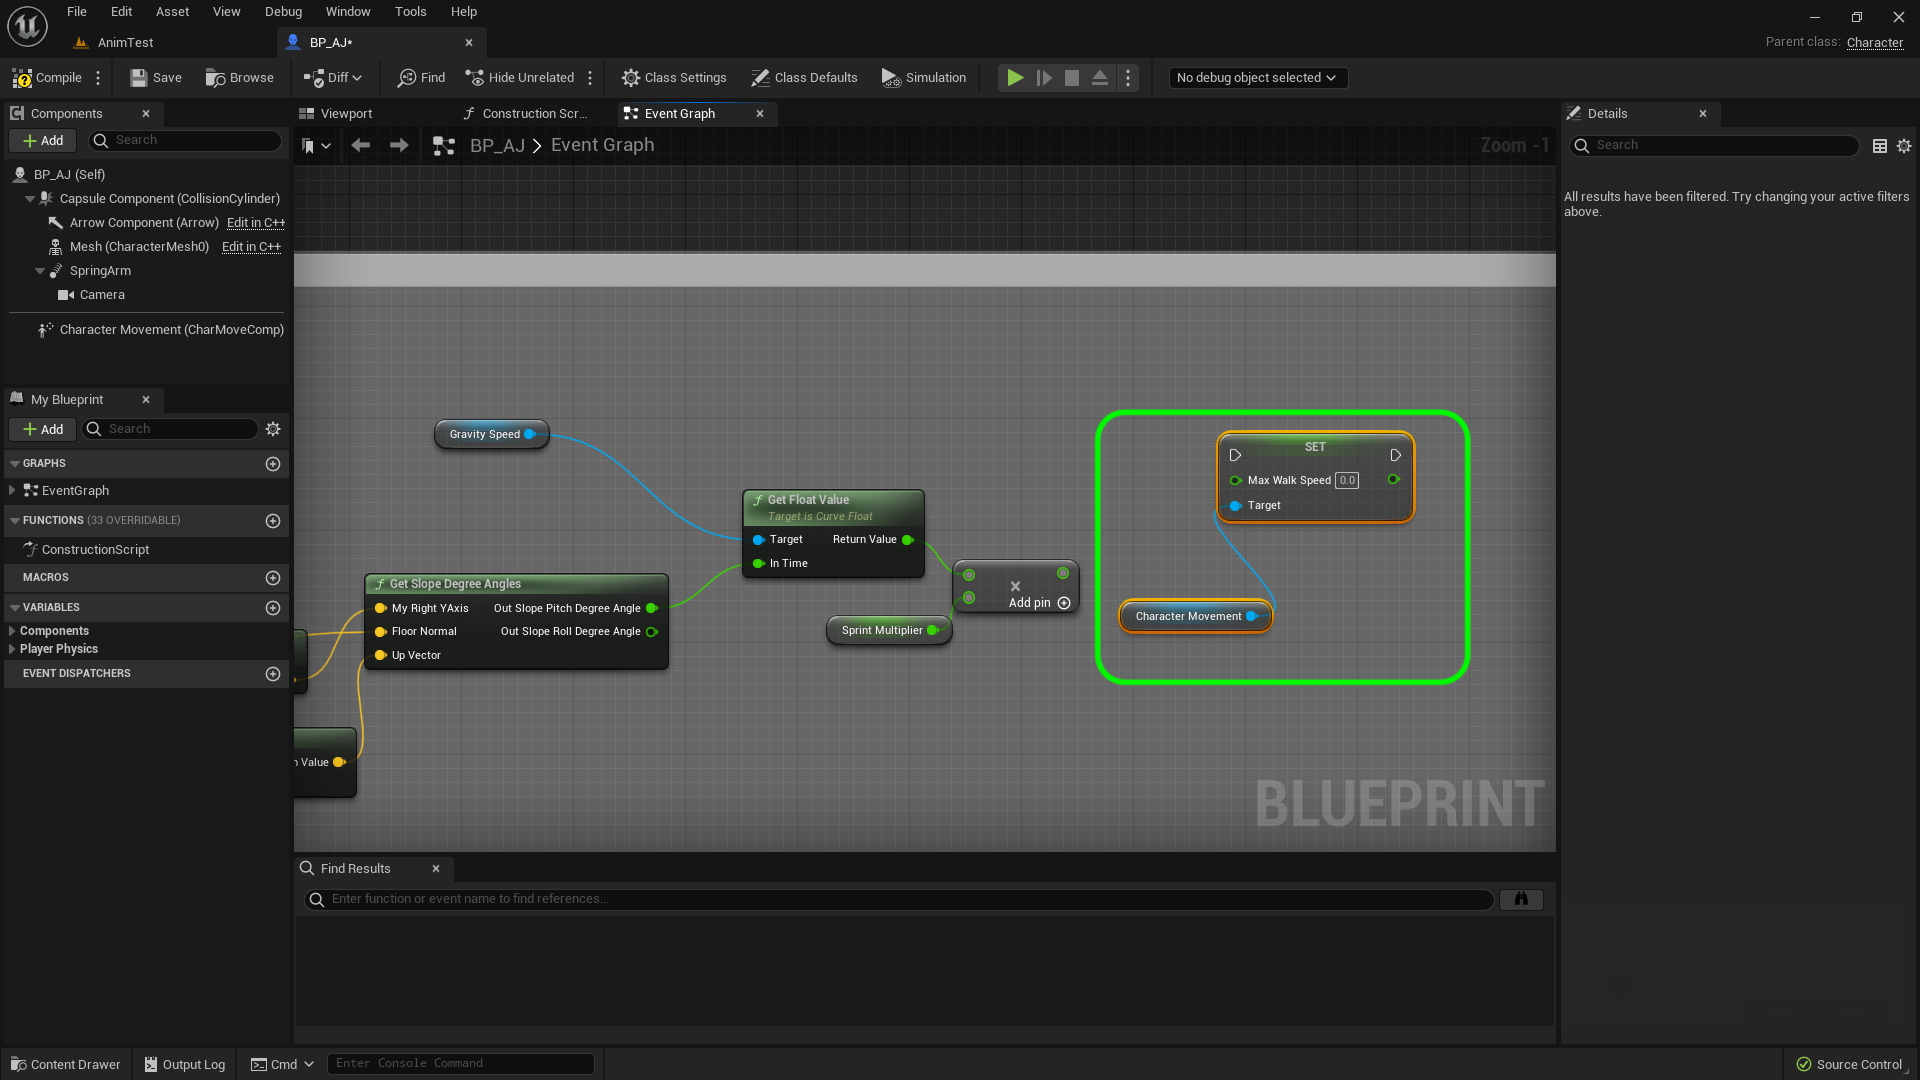 File Edit Asset View Debug Window Tools Help
AnimTest
BP_AJ*
Parent class: Character
Compile
Save
Browse
Diff
Find
Hide Unrelated
Class Settings
Class Defaults
Simulation
No debug object selected
Components
Add
Search
BP_AJ (Self)
Capsule Component (CollisionCylinder)
Arrow Component (Arrow) Edit in C++
Mesh (CharacterMesh0) Edit in C++
SpringArm
Camera
Character Movement (CharMoveComp)
My Blueprint
Add
Search
GRAPHS
EventGraph
FUNCTIONS (33 OVERRIDABLE)
ConstructionScript
MACROS
VARIABLES
Components
Player Physics
EVENT DISPATCHERS
Viewport
Construction Scr...
Event Graph
BP_AJ > Event Graph
Zoom -1
Gravity Speed
Get Float Value
Target is Curve Float
Target Return Value
In Time
Get Slope Degree Angles
My Right YAxis Out Slope Pitch Degree Angle
Floor Normal Out Slope Roll Degree Angle
Up Vector
n Value
Sprint Multiplier
Add pin
SET
Max Walk Speed 0.0
Target
Character Movement
BLUEPRINT
Find Results
Enter function or event name to find references...
Details
Search
All results have been filtered. Try changing your active filters
above.
Content Drawer
Output Log
Cmd
Enter Console Command
Source Control